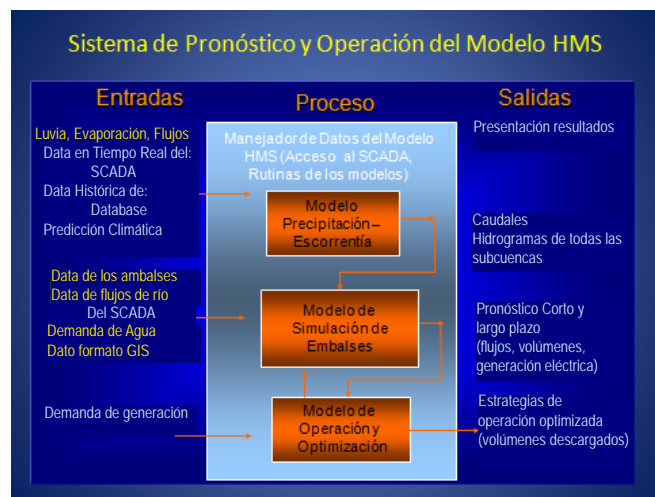 Sistema de Pronóstico y Operación del Modelo HMS
Entradas
Proceso
Salidas
Luvia, Evaporación, Flujos
Data en Tiempo Real del:
SCADA
Data Histórica de:
Database
Predicción Climática
Data de los ambalses
Data de flujos de río
Del SCADA
Demanda de Agua
Dato formato GIS
Demanda de generación
Manejador de Datos del Modelo
HMS (Acceso al SCADA,
Rutinas de los modelos)
Modelo
Precipitación–
Escorrentía
Modelo de
Simulación de
Embalses
Modelo de
Operación y
Optimización
Presentación resultados
Caudales
Hidrogramas de todas las
subcuencas
Pronóstico Corto y
largo plazo
(flujos, volúmenes,
generación eléctrica)
Estrategias de
operación optimizada
(volúmenes descargados)